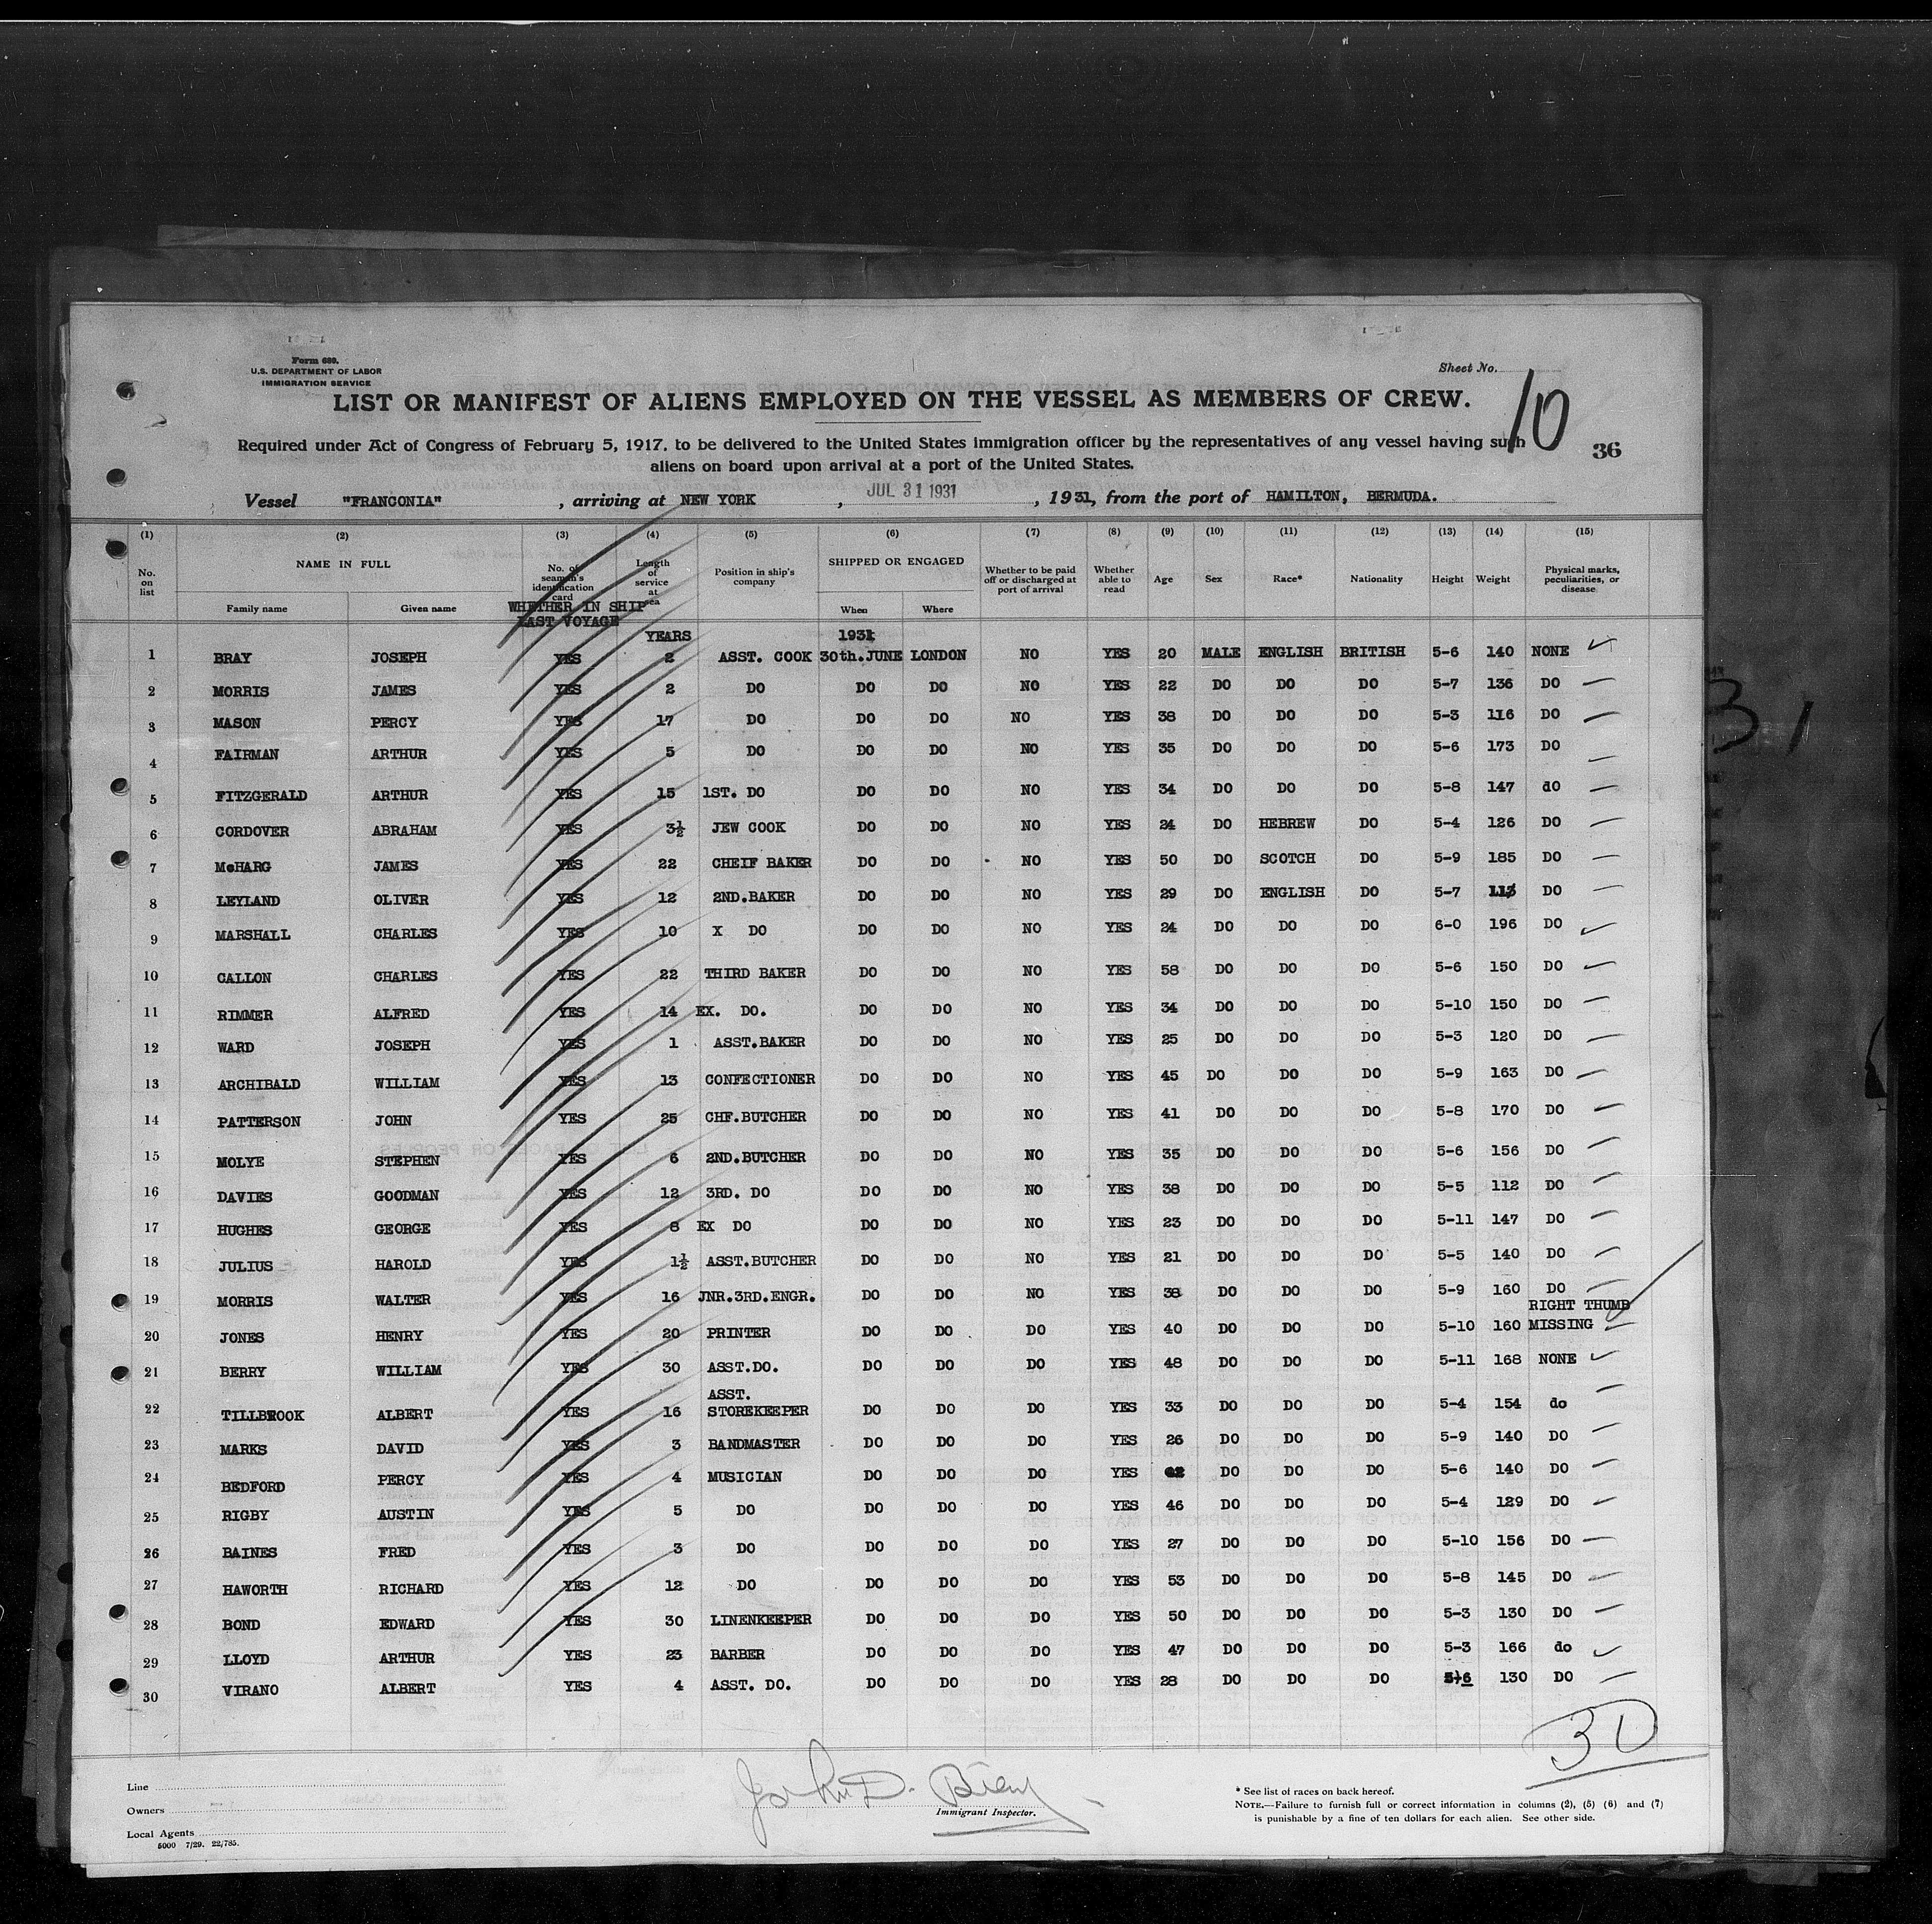 Form 680.
U.S. DEPARTMENT OF LABOR
IMMIGRATION SERVICE
Sheet No.
10
LIST OR MANIFEST OF ALIENS EMPLOYED ON THE VESSEL AS MEMBERS OF CREW.
Required under Act of Congress of February 5, 1917, to be delivered to the United States immigration officer by the representatives of any vessel having such
36
aliens on board upon arrival at a port of the United States.
Vessel "FRANCONIA", arriving at NEW YORK, JUL 31 1931, 1931, from the port of HAMILTON, BERMUDA.
(1) (2) (3) (4) (5) (6) (7) (8) (9) (10) (11) (12) (13) (14) (15)
No. on list NAME IN FULL Family name Given name No. of seaman's identification card WHETHER IN SHIP LAST VOYAGE Length of service at sea Position in ship's company SHIPPED OR ENGAGED When Where Whether to be paid off or discharged at port of arrival Whether able to read Age Sex Race* Nationality Height Weight Physical marks, peculiarities, or disease
YEARS 1931
1 BRAY JOSEPH YES 2 ASST. COOK 30th.JUNE LONDON NO YES 20 MALE ENGLISH BRITISH 5-6 140 NONE
2 MORRIS JAMES YES 2 DO DO DO NO YES 22 DO DO DO 5-7 136 DO
3 MASON PERCY YES 17 DO DO DO NO YES 38 DO DO DO 5-3 116 DO
4 FAIRMAN ARTHUR YES 5 DO DO DO NO YES 35 DO DO DO 5-6 173 DO
5 FITZGERALD ARTHUR YES 15 1ST. DO DO DO NO YES 34 DO DO DO 5-8 147 do
6 CORDOVER ABRAHAM YES 3½ JEW COOK DO DO NO YES 24 DO HEBREW DO 5-4 126 DO
7 McHARG JAMES YES 22 CHEIF BAKER DO DO NO YES 50 DO SCOTCH DO 5-9 185 DO
8 LEYLAND OLIVER YES 12 2ND.BAKER DO DO NO YES 29 DO ENGLISH DO 5-7 DO
9 MARSHALL CHARLES YES 10 X DO DO DO NO YES 24 DO DO DO 6-0 196 DO
10 CALLON CHARLES YES 22 THIRD BAKER DO DO NO YES 58 DO DO DO 5-6 150 DO
11 RIMMER ALFRED YES 14 EX. DO. DO DO NO YES 34 DO DO DO 5-10 150 DO
12 WARD JOSEPH YES 1 ASST.BAKER DO DO NO YES 25 DO DO DO 5-3 120 DO
13 ARCHIBALD WILLIAM YES 13 CONFECTIONER DO DO NO YES 45 DO DO DO 5-9 163 DO
14 PATTERSON JOHN YES 25 CHF.BUTCHER DO DO NO YES 41 DO DO DO 5-8 170 DO
15 MOLYE STEPHEN YES 6 2ND.BUTCHER DO DO NO YES 35 DO DO DO 5-6 156 DO
16 DAVIES GOODMAN YES 12 3RD. DO DO DO NO YES 38 DO DO DO 5-5 112 DO
17 HUGHES GEORGE YES 8 EX DO DO DO NO YES 23 DO DO DO 5-11 147 DO
18 JULIUS HAROLD YES 1½ ASST.BUTCHER DO DO NO YES 21 DO DO DO 5-5 140 DO
19 MORRIS WALTER YES 16 JNR.3RD.ENGR. DO DO NO YES 38 DO DO DO 5-9 160 DO
20 JONES HENRY YES 20 PRINTER DO DO DO YES 40 DO DO DO 5-10 160 RIGHT THUMB MISSING
21 BERRY WILLIAM YES 30 ASST.DO. DO DO DO YES 48 DO DO DO 5-11 168 NONE
22 TILLBROOK ALBERT YES 16 ASST. STOREKEEPER DO DO DO YES 33 DO DO DO 5-4 154 do
23 MARKS DAVID YES 3 BANDMASTER DO DO DO YES 26 DO DO DO 5-9 140 DO
24 BEDFORD PERCY YES 4 MUSICIAN DO DO DO YES DO DO DO 5-6 140 DO
25 RIGBY AUSTIN YES 5 DO DO DO DO YES 46 DO DO DO 5-4 129 DO
26 BAINES FRED YES 3 DO DO DO DO YES 27 DO DO DO 5-10 156 DO
27 HAWORTH RICHARD YES 12 DO DO DO DO YES 53 DO DO DO 5-8 145 DO
28 BOND EDWARD YES 30 LINENKEEPER DO DO DO YES 50 DO DO DO 5-3 130 DO
29 LLOYD ARTHUR YES 23 BARBER DO DO DO YES 47 DO DO DO 5-3 166 do
30 VIRANO ALBERT YES 4 ASST. DO. DO DO DO YES 28 DO DO DO 130 DO
30
Line
Owners
Local Agents
5000 7/29. 22/785.
John D.
Immigrant Inspector.
* See list of races on back hereof.
NOTE.—Failure to furnish full or correct information in columns (2), (5) (6) and (7)
is punishable by a fine of ten dollars for each alien. See other side.
31